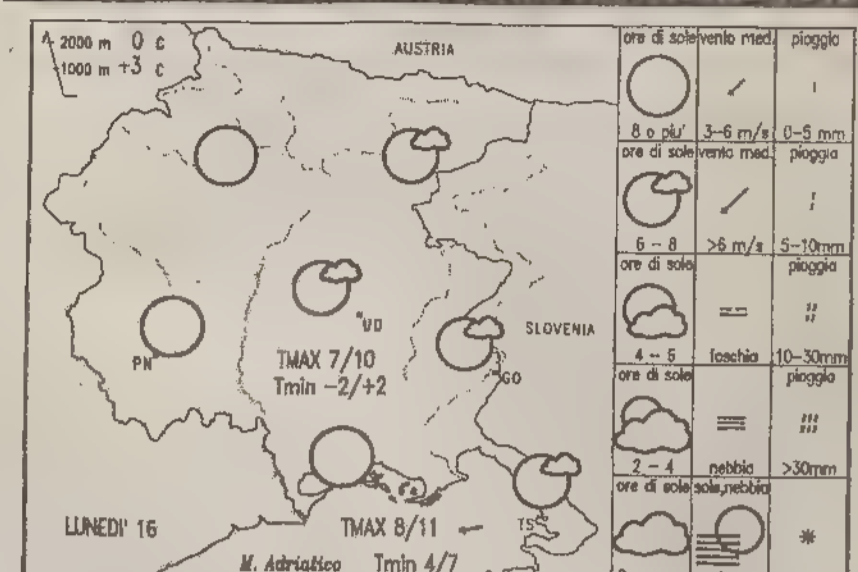 2000 m 0 c
1000 m +3 c
AUSTRIA
UD
SLOVENIA
PN
TMAX 7/10
Tmin -2/+2
GO
LUNEDI' 16
TMAX 8/11
TS
M. Adriatico
Tmin 4/7
ore di sole vento med. pioggia
8 o piu' 3-6 m/s 0-5 mm
ore di sole vento med. pioggia
6 - 8 >6 m/s 5-10mm
ore di sole pioggia
4 - 5 foschia 10-30mm
ore di sole pioggia
2 - 4 nebbia >30mm
ore di sole sole,nebbia